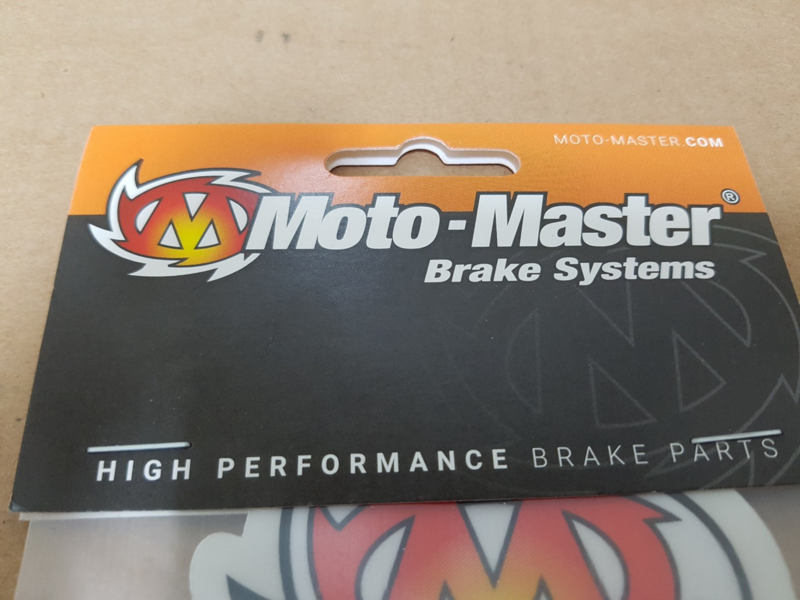 MOTO-MASTER.COM
Moto-Master®
Brake Systems
HIGH PERFORMANCE BRAKE PARTS